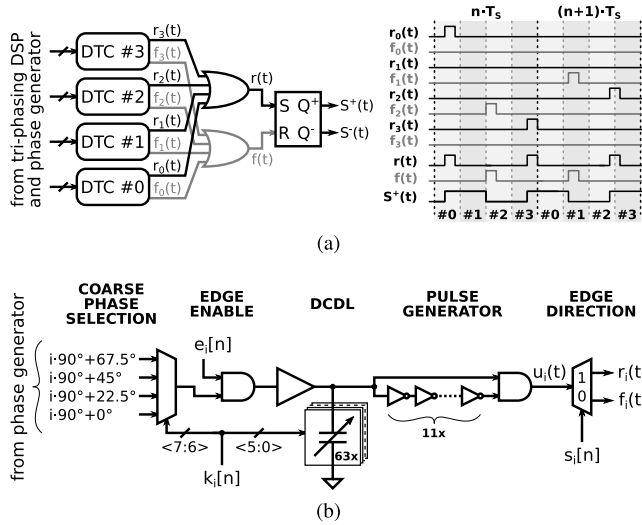 from tri-phasing DSP
and phase generator
DTC #3
DTC #2
DTC #1
DTC #0
r₃(t)
f₃(t)
r₂(t)
f₂(t)
r₁(t)
f₁(t)
r₀(t)
f₀(t)
r(t)
f(t)
S Q⁺
R Q⁻
S⁺(t)
S⁻(t)
n·Tₛ (n+1)·Tₛ
r₀(t)
f₀(t)
r₁(t)
f₁(t)
r₂(t)
f₂(t)
r₃(t)
f₃(t)
r(t)
f(t)
S⁺(t)
#0 #1 #2 #3 #0 #1 #2 #3
(a)
COARSE
PHASE
SELECTION
EDGE
ENABLE
DCDL
PULSE
GENERATOR
EDGE
DIRECTION
from phase generator
i·90°+67.5°
i·90°+45°
i·90°+22.5°
i·90°+0°
eᵢ[n]
<7:6>
<5:0>
kᵢ[n]
63x
11x
uᵢ(t)
1
0
rᵢ(t
fᵢ(t
sᵢ[n]
(b)